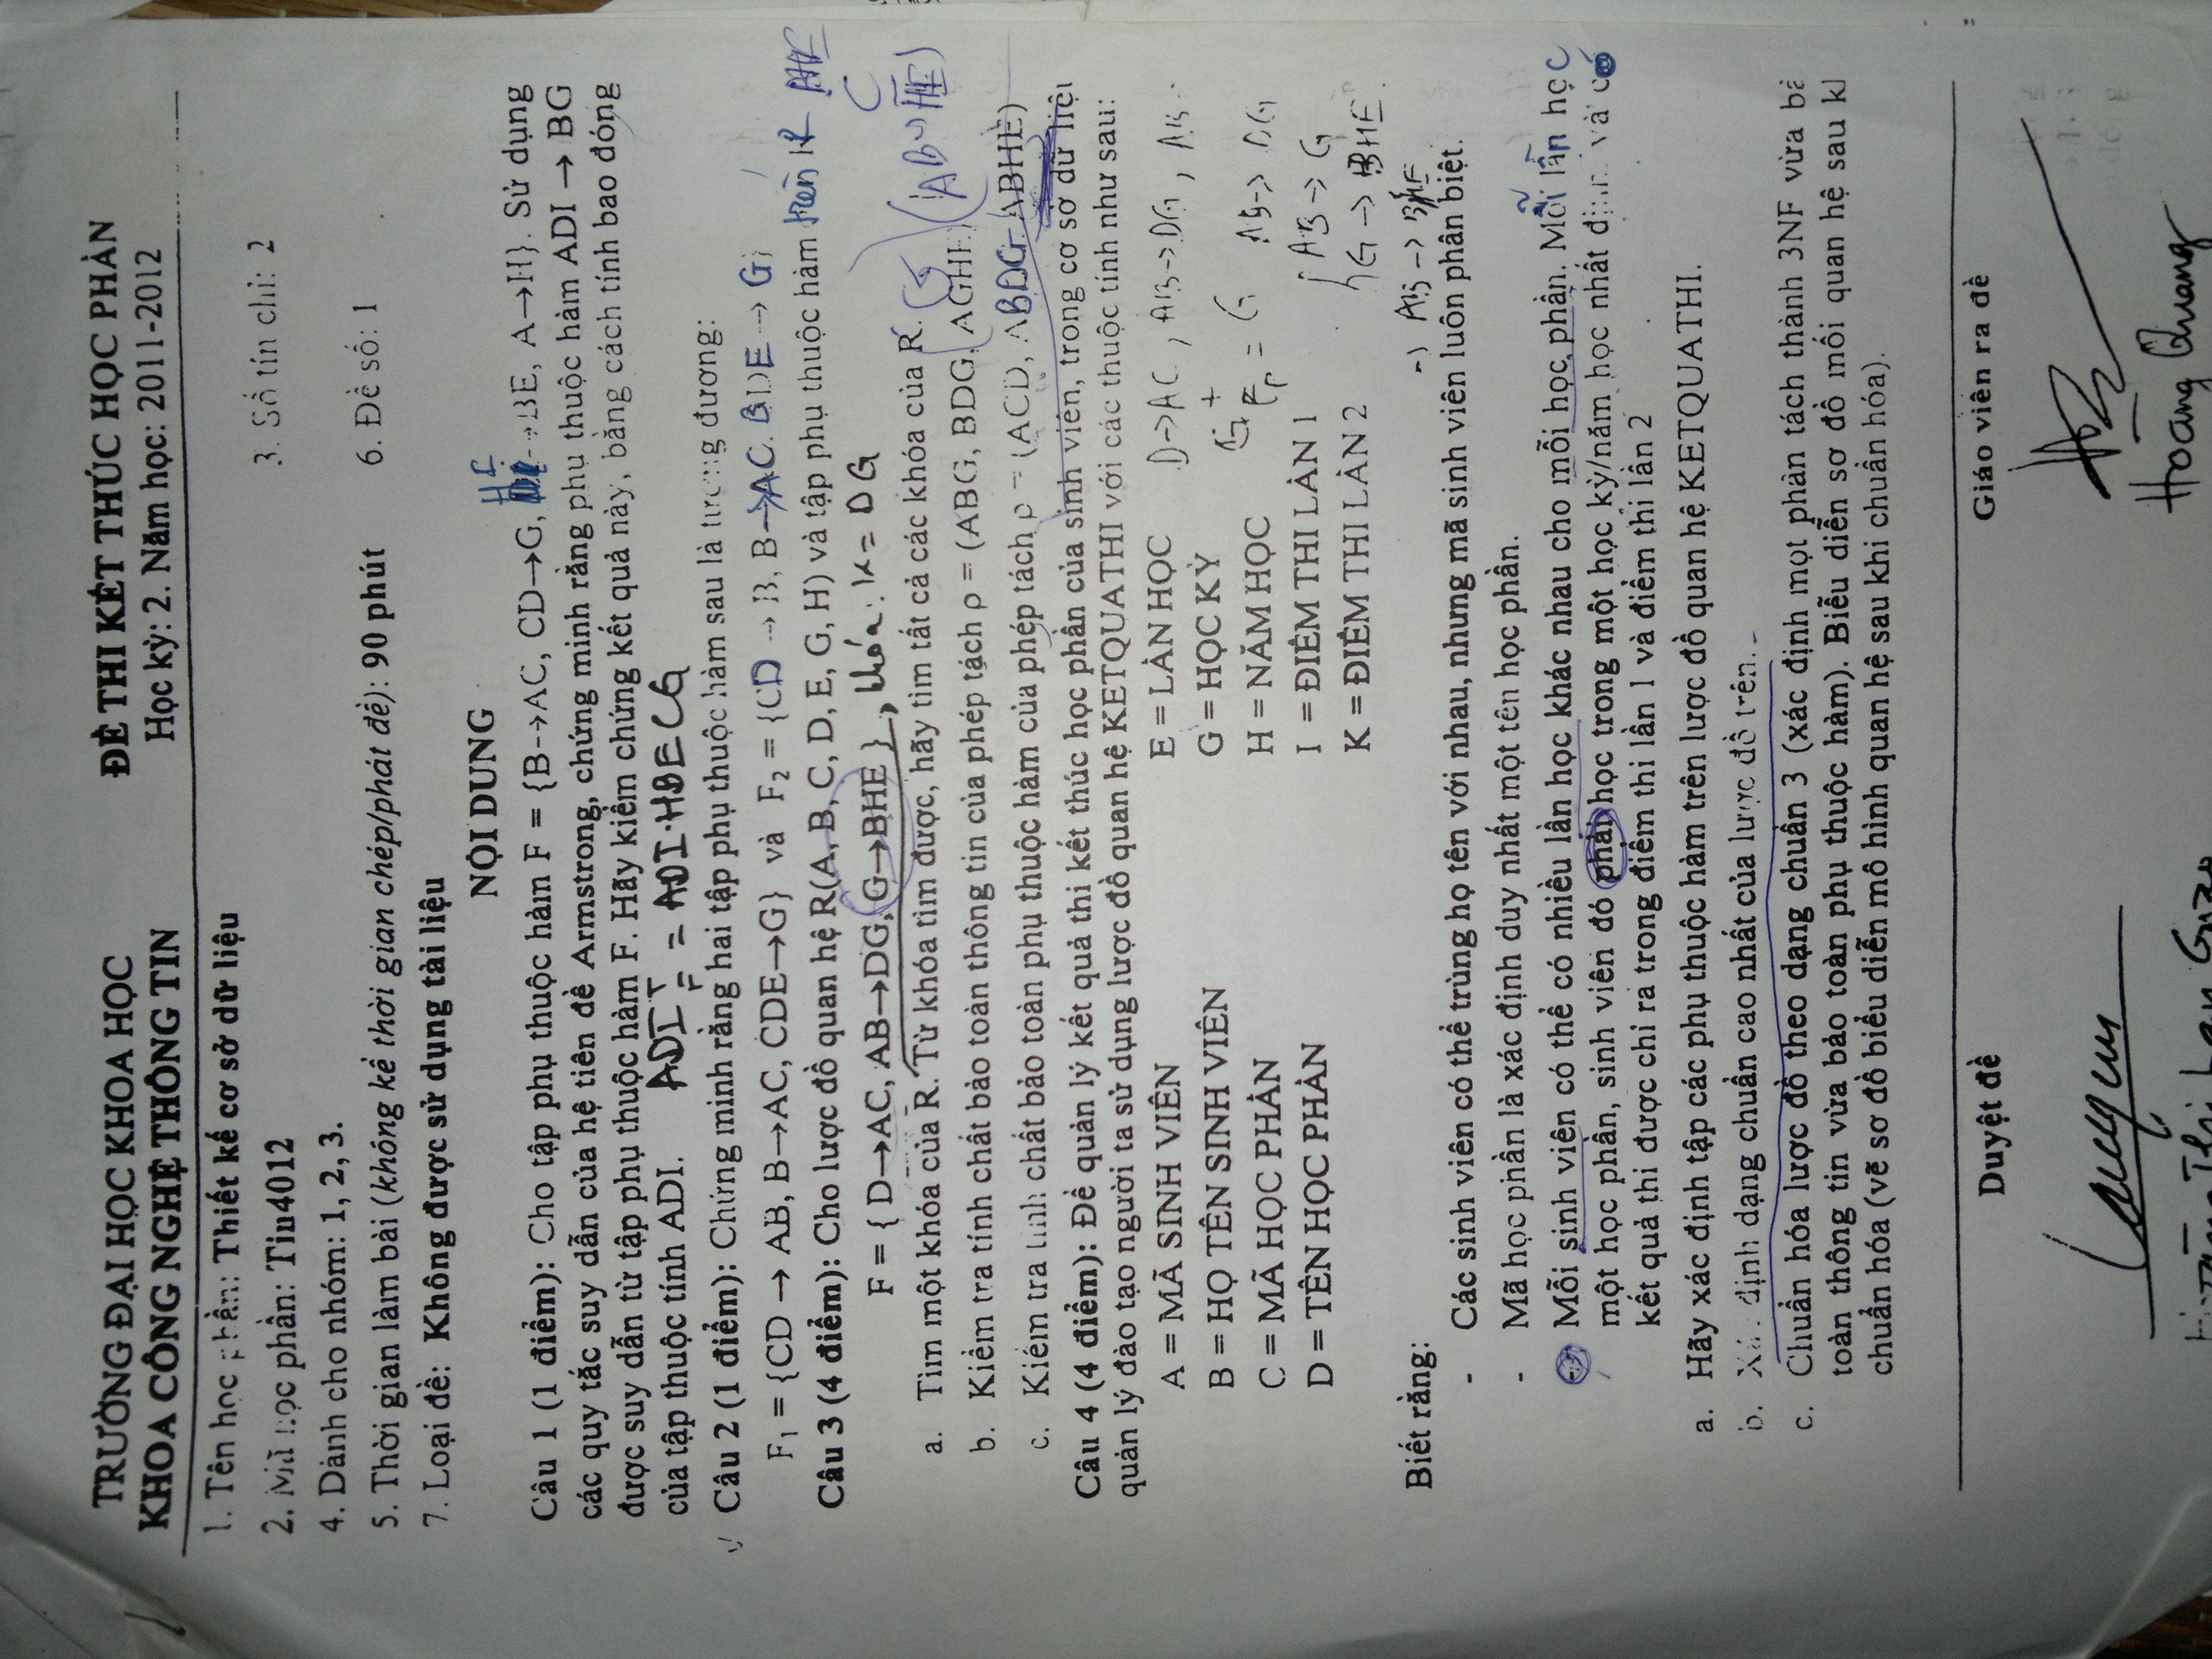 TRƯỜNG ĐẠI HỌC KHOA HỌC
KHOA CÔNG NGHỆ THÔNG TIN
ĐỀ THI KẾT THÚC HỌC PHẦN
Học kỳ: 2. Năm học: 2011-2012
1. Tên học phần: Thiết kế cơ sở dữ liệu
2. Mã học phần: Tin4012
3. Số tín chỉ: 2
4. Dành cho nhóm: 1, 2, 3.
5. Thời gian làm bài (không kể thời gian chép/phát đề): 90 phút
6. Đề số: 1
7. Loại đề: Không được sử dụng tài liệu
NỘI DUNG
HI
Câu 1 (1 điểm): Cho tập phụ thuộc hàm F = {B→AC, CD→G, →BE, A→H}. Sử dụng
các quy tắc suy dẫn của hệ tiên đề Armstrong, chứng minh rằng phụ thuộc hàm ADI → BG
được suy dẫn từ tập phụ thuộc hàm F. Hãy kiểm chứng kết quả này, bằng cách tính bao đóng
của tập thuộc tính ADI. ADI + F = ADI·HBECG
Câu 2 (1 điểm): Chứng minh rằng hai tập phụ thuộc hàm sau là tương đương:
F1 = {CD → AB, B→AC, CDE→G} và F2 = {CD → B, B→AC. BDE → G}
Câu 3 (4 điểm): Cho lược đồ quan hệ R(A, B, C, D, E, G, H) và tập phụ thuộc hàm trên R
F = { D→AC, AB→DG, G→BHE }, khóa: K = DG
a. Tìm một khóa của R. Từ khóa tìm được, hãy tìm tất cả các khóa của R.
b. Kiểm tra tính chất bảo toàn thông tin của phép tách ρ = (ABG, BDG, AGHE)
c. Kiểm tra tính chất bảo toàn phụ thuộc hàm của phép tách ρ = (ACD, ABDG, ABHE)
Câu 4 (4 điểm): Để quản lý kết quả thi kết thúc học phần của sinh viên, trong cơ sở dữ liệu
quản lý đào tạo người ta sử dụng lược đồ quan hệ KETQUATHI với các thuộc tính như sau:
A = MÃ SINH VIÊN
B = HỌ TÊN SINH VIÊN
C = MÃ HỌC PHẦN
D = TÊN HỌC PHẦN
E = LẦN HỌC
G = HỌC KỲ
H = NĂM HỌC
I = ĐIỂM THI LẦN 1
K = ĐIỂM THI LẦN 2
D→AC, AB→DG, AB
G + Fρ = G
AB→ DG
AB → G
G → BHE
→ AB → BHE
Biết rằng:
- Các sinh viên có thể trùng họ tên với nhau, nhưng mã sinh viên luôn phân biệt.
- Mã học phần là xác định duy nhất một tên học phần.
- Mỗi sinh viên có thể có nhiều lần học khác nhau cho mỗi học phần. Mỗi lần học
một học phần, sinh viên đó phải học trong một học kỳ/năm học nhất định và có
kết quả thi được chỉ ra trong điểm thi lần 1 và điểm thi lần 2
a. Hãy xác định tập các phụ thuộc hàm trên lược đồ quan hệ KETQUATHI.
b. Xác định dạng chuẩn cao nhất của lược đồ trên.
c. Chuẩn hóa lược đồ theo dạng chuẩn 3 (xác định một phân tách thành 3NF vừa
toàn thông tin vừa bảo toàn phụ thuộc hàm). Biểu diễn sơ đồ mối quan hệ sau
chuẩn hóa (vẽ sơ đồ biểu diễn mô hình quan hệ sau khi chuẩn hóa).
Duyệt đề
Giáo viên ra đề
Hoàng Quang